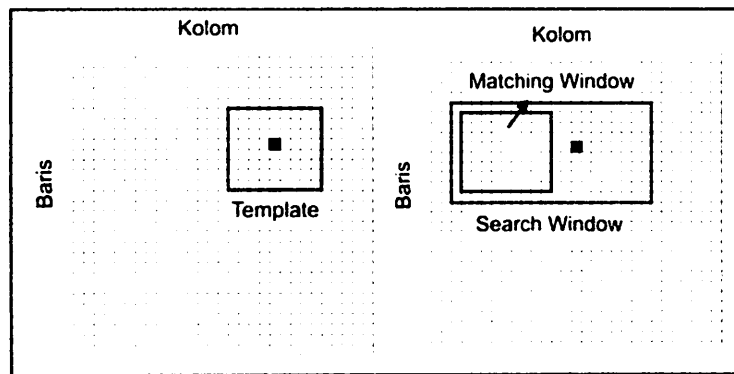 Kolom
Baris
Template
Kolom
Matching Window
Baris
Search Window